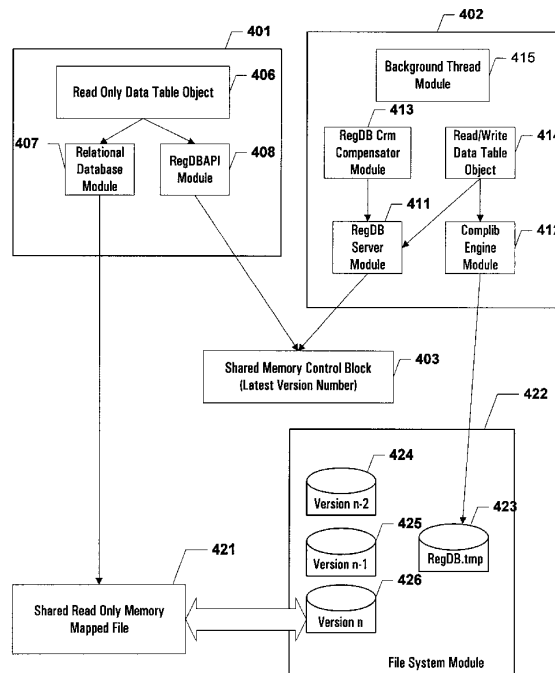 401
402
Read Only Data Table Object
406
Background Thread
Module
415
413
RegDB Crm
Compensator
Module
Read/Write
Data Table
Object
414
407
Relational
Database
Module
RegDBAPI
Module
408
411
RegDB
Server
Module
Complib
Engine
Module
412
Shared Memory Control Block
(Latest Version Number)
403
422
424
Version n-2
423
RegDB.tmp
425
Version n-1
426
Version n
421
Shared Read Only Memory
Mapped File
File System Module